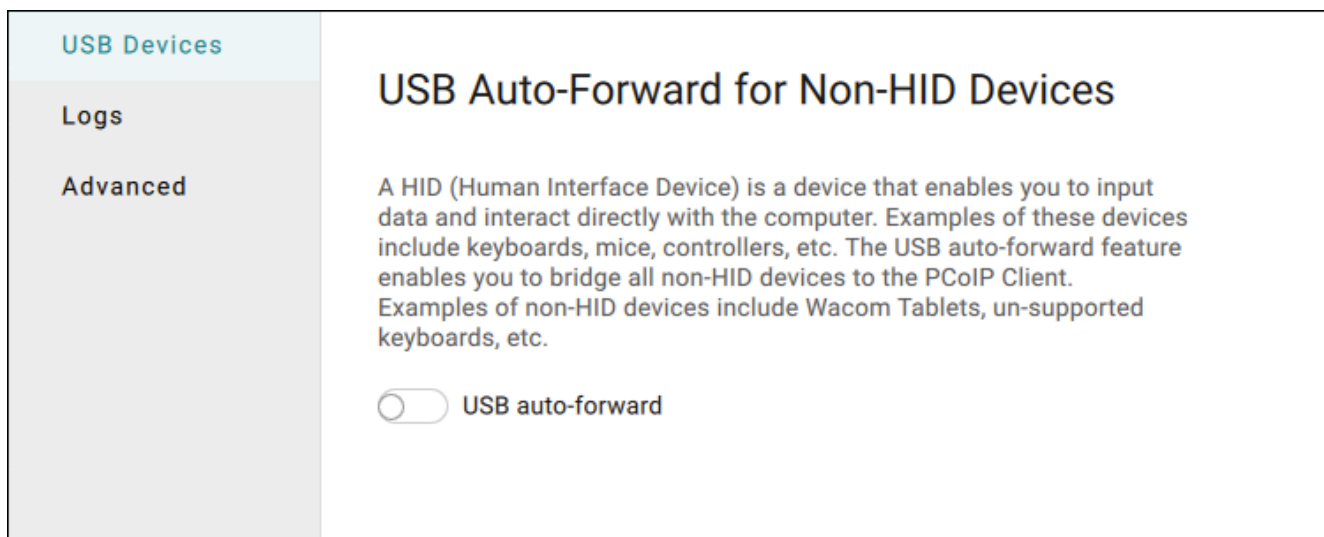 USB Devices
Logs
Advanced
USB Auto-Forward for Non-HID Devices
A HID (Human Interface Device) is a device that enables you to input
data and interact directly with the computer. Examples of these devices
include keyboards, mice, controllers, etc. The USB auto-forward feature
enables you to bridge all non-HID devices to the PCoIP Client.
Examples of non-HID devices include Wacom Tablets, un-supported
keyboards, etc.
USB auto-forward